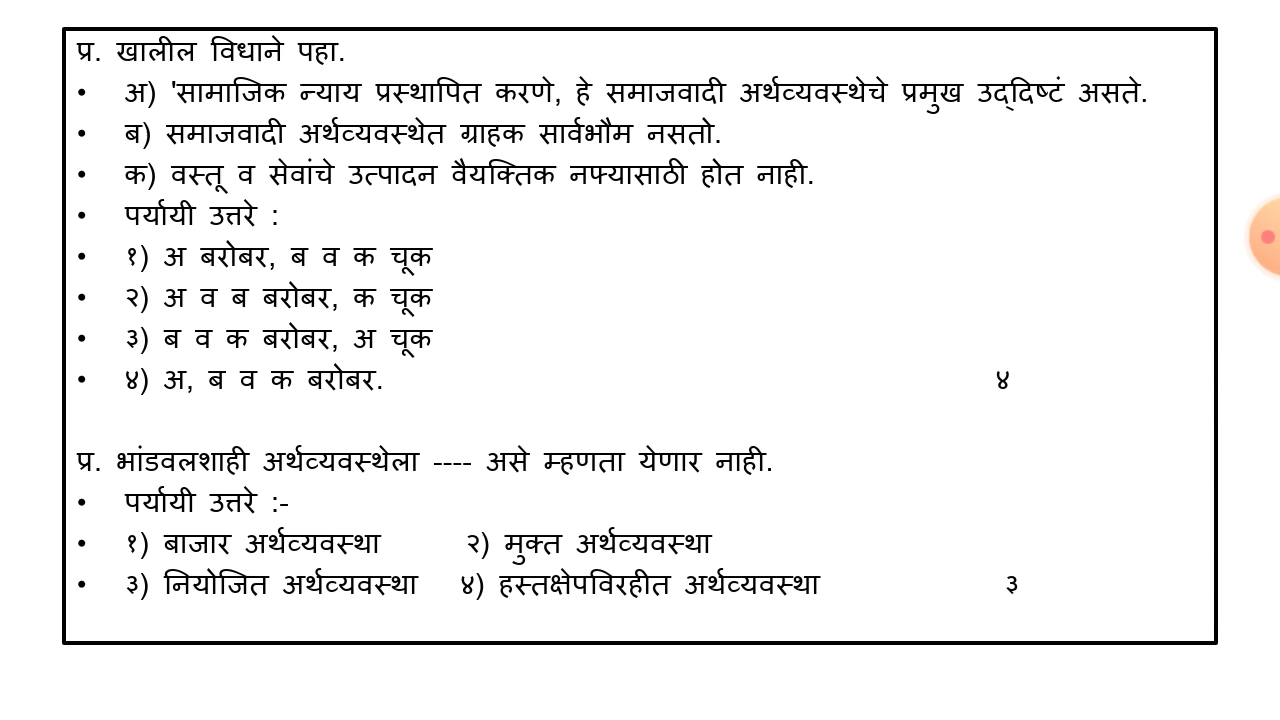 प्र. खालील विधाने पहा.
• अ) 'सामाजिक न्याय प्रस्थापित करणे, हे समाजवादी अर्थव्यवस्थेचे प्रमुख उद्‌दिष्टं असते.
• ब) समाजवादी अर्थव्यवस्थेत ग्राहक सार्वभौम नसतो.
• क) वस्तू व सेवांचे उत्पादन वैयक्तिक नफ्यासाठी होत नाही.
• पर्यायी उत्तरे :
• १) अ बरोबर, ब व क चूक
• २) अ व ब बरोबर, क चूक
• ३) ब व क बरोबर, अ चूक
• ४) अ, ब व क बरोबर. ४
प्र. भांडवलशाही अर्थव्यवस्थेला ---- असे म्हणता येणार नाही.
• पर्यायी उत्तरे :-
• १) बाजार अर्थव्यवस्था २) मुक्त अर्थव्यवस्था
• ३) नियोजित अर्थव्यवस्था ४) हस्तक्षेपविरहीत अर्थव्यवस्था ३